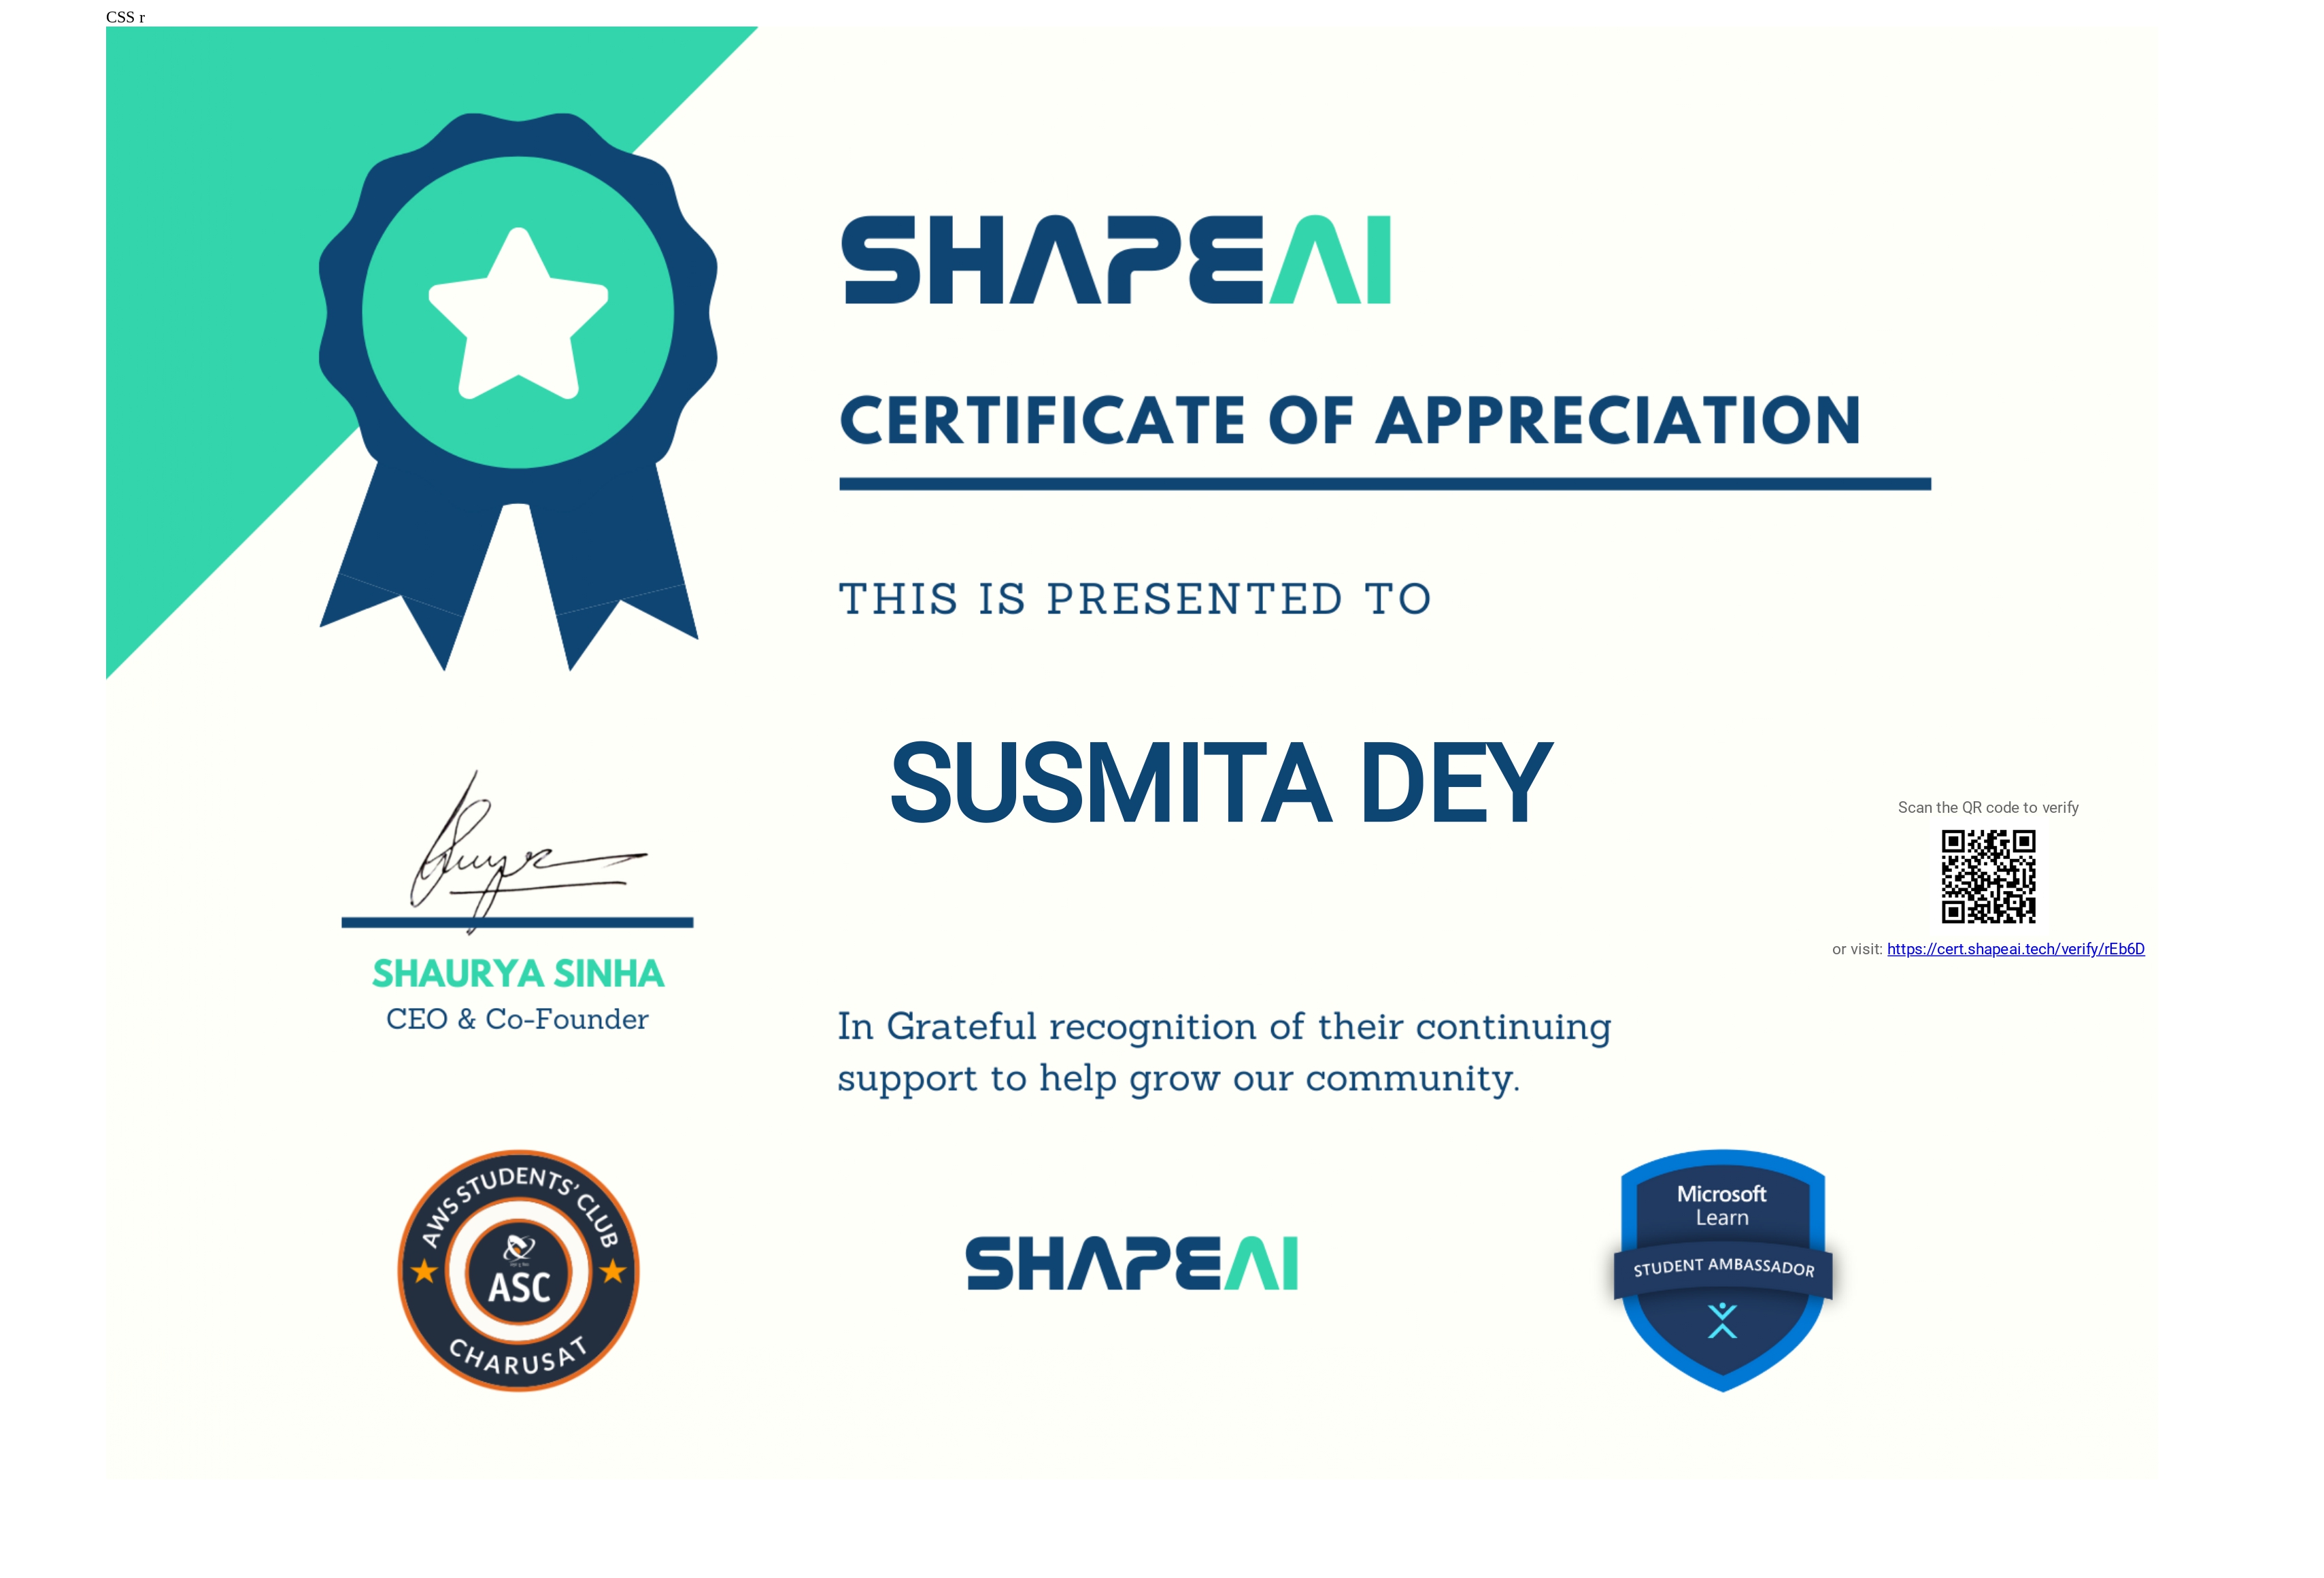 CSS r
SHAPEAI
CERTIFICATE OF APPRECIATION
THIS IS PRESENTED TO
SUSMITA DEY
Scan the QR code to verify
or visit: https://cert.shapeai.tech/verify/rEb6D
SHAURYA SINHA
CEO & Co-Founder
In Grateful recognition of their continuing
support to help grow our community.
AWS STUDENTS' CLUB
ASC
CHARUSAT
SHAPEAI
Microsoft
Learn
STUDENT AMBASSADOR